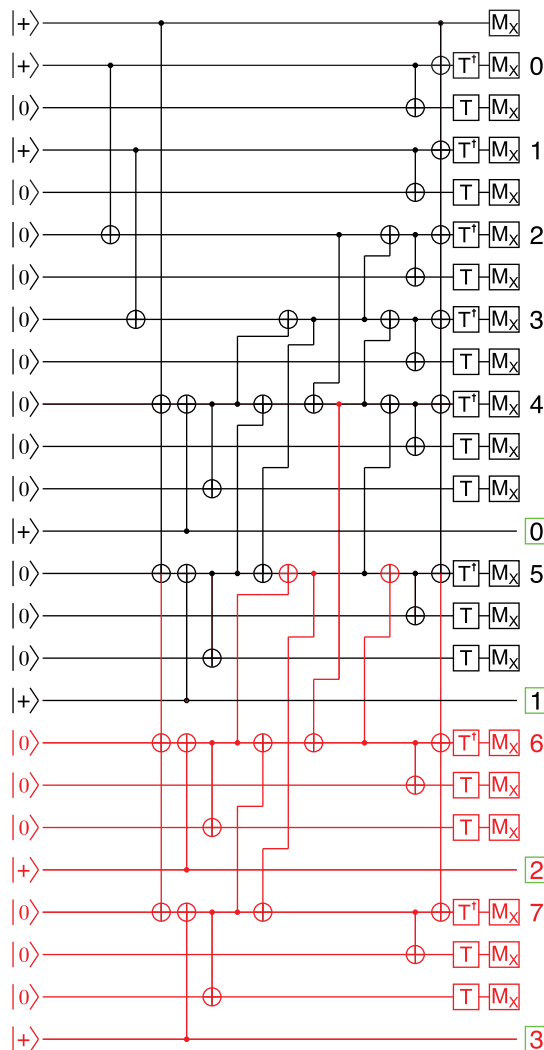 |+⟩ M_X
|+⟩ T† M_X 0
|0⟩ T M_X
|+⟩ T† M_X 1
|0⟩ T M_X
|0⟩ T† M_X 2
|0⟩ T M_X
|0⟩ T† M_X 3
|0⟩ T M_X
|0⟩ T† M_X 4
|0⟩ T M_X
|0⟩ T M_X
|+⟩ 0
|0⟩ T† M_X 5
|0⟩ T M_X
|0⟩ T M_X
|+⟩ 1
|0⟩ T† M_X 6
|0⟩ T M_X
|0⟩ T M_X
|+⟩ 2
|0⟩ T† M_X 7
|0⟩ T M_X
|0⟩ T M_X
|+⟩ 3